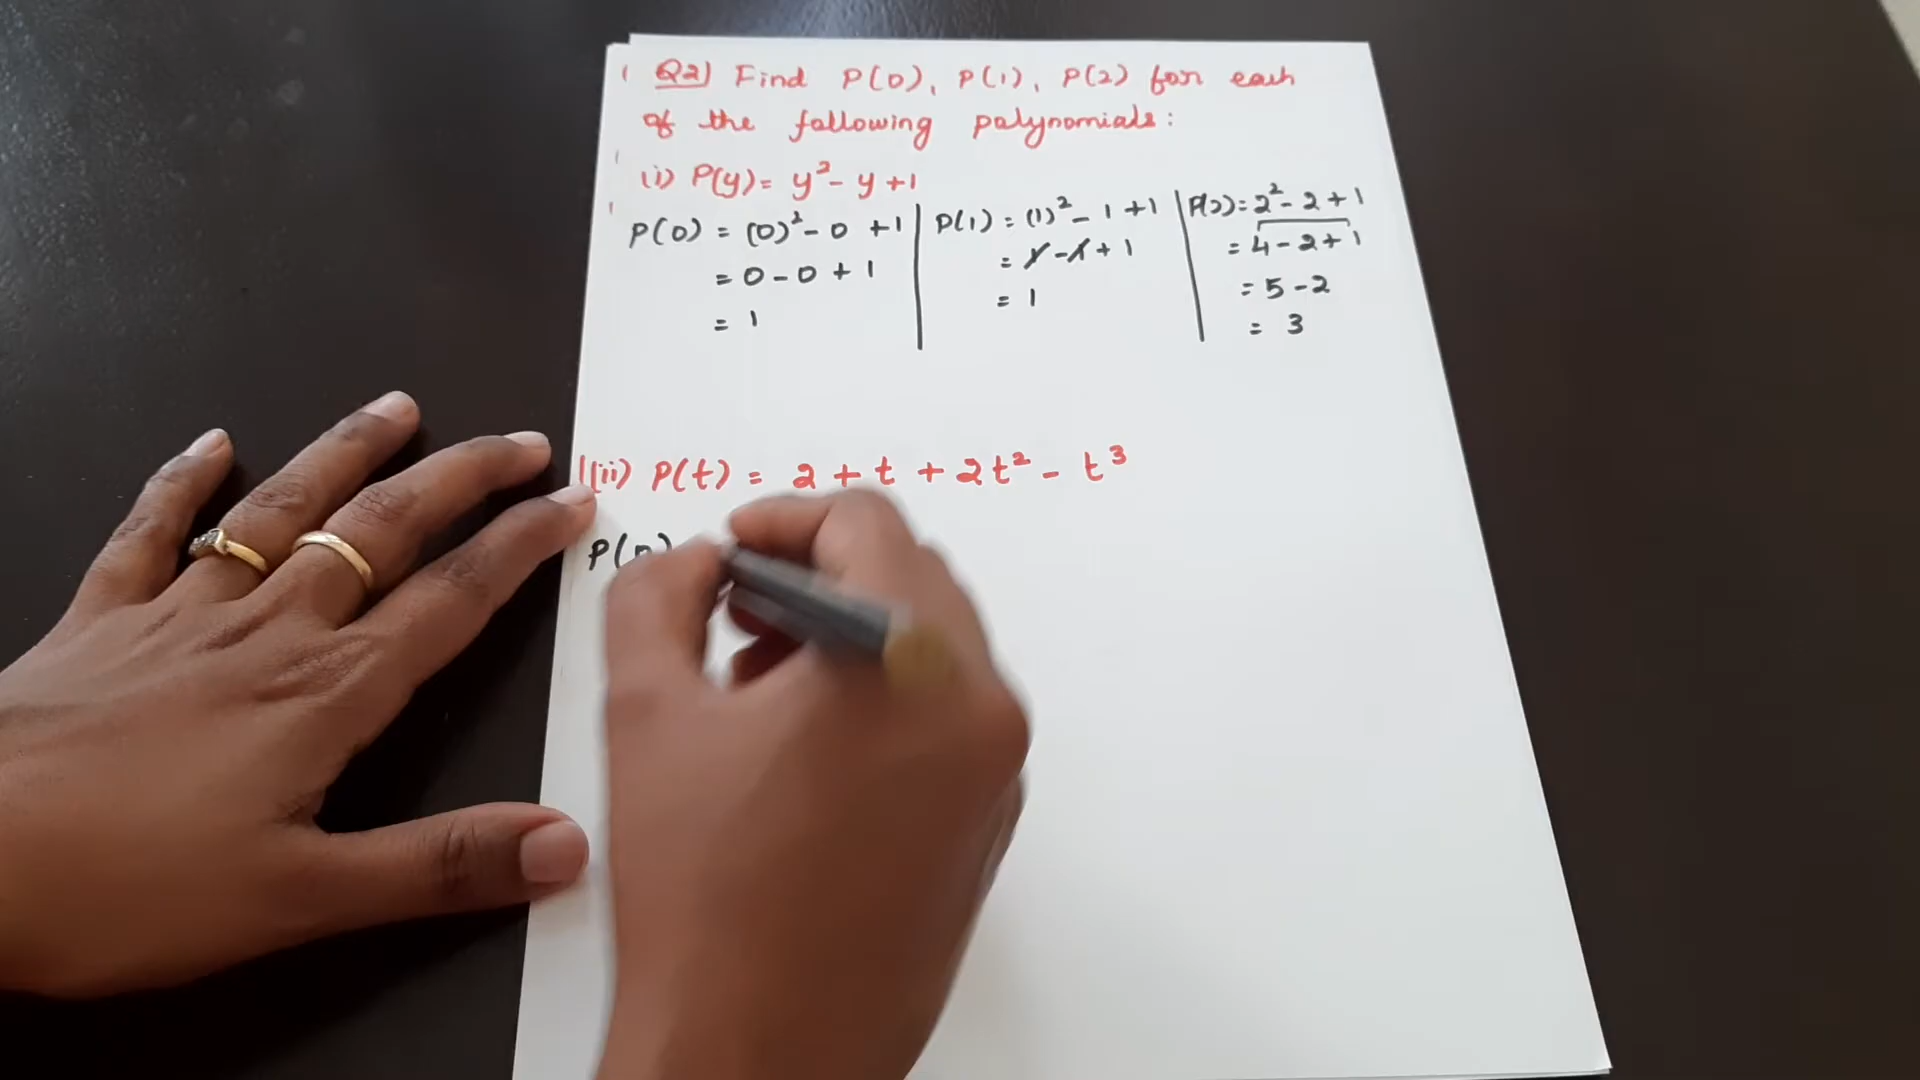 Q2) Find P(0), P(1), P(2) for each
of the following polynomials:
(i) P(y) = y² - y + 1
P(0) = (0)² - 0 + 1
= 0 - 0 + 1
= 1
P(1) = (1)² - 1 + 1
= 1 - 1 + 1
= 1
P(2) = 2² - 2 + 1
= 4 - 2 + 1
= 5 - 2
= 3
(ii) P(t) = 2 + t + 2t² - t³
P(0)